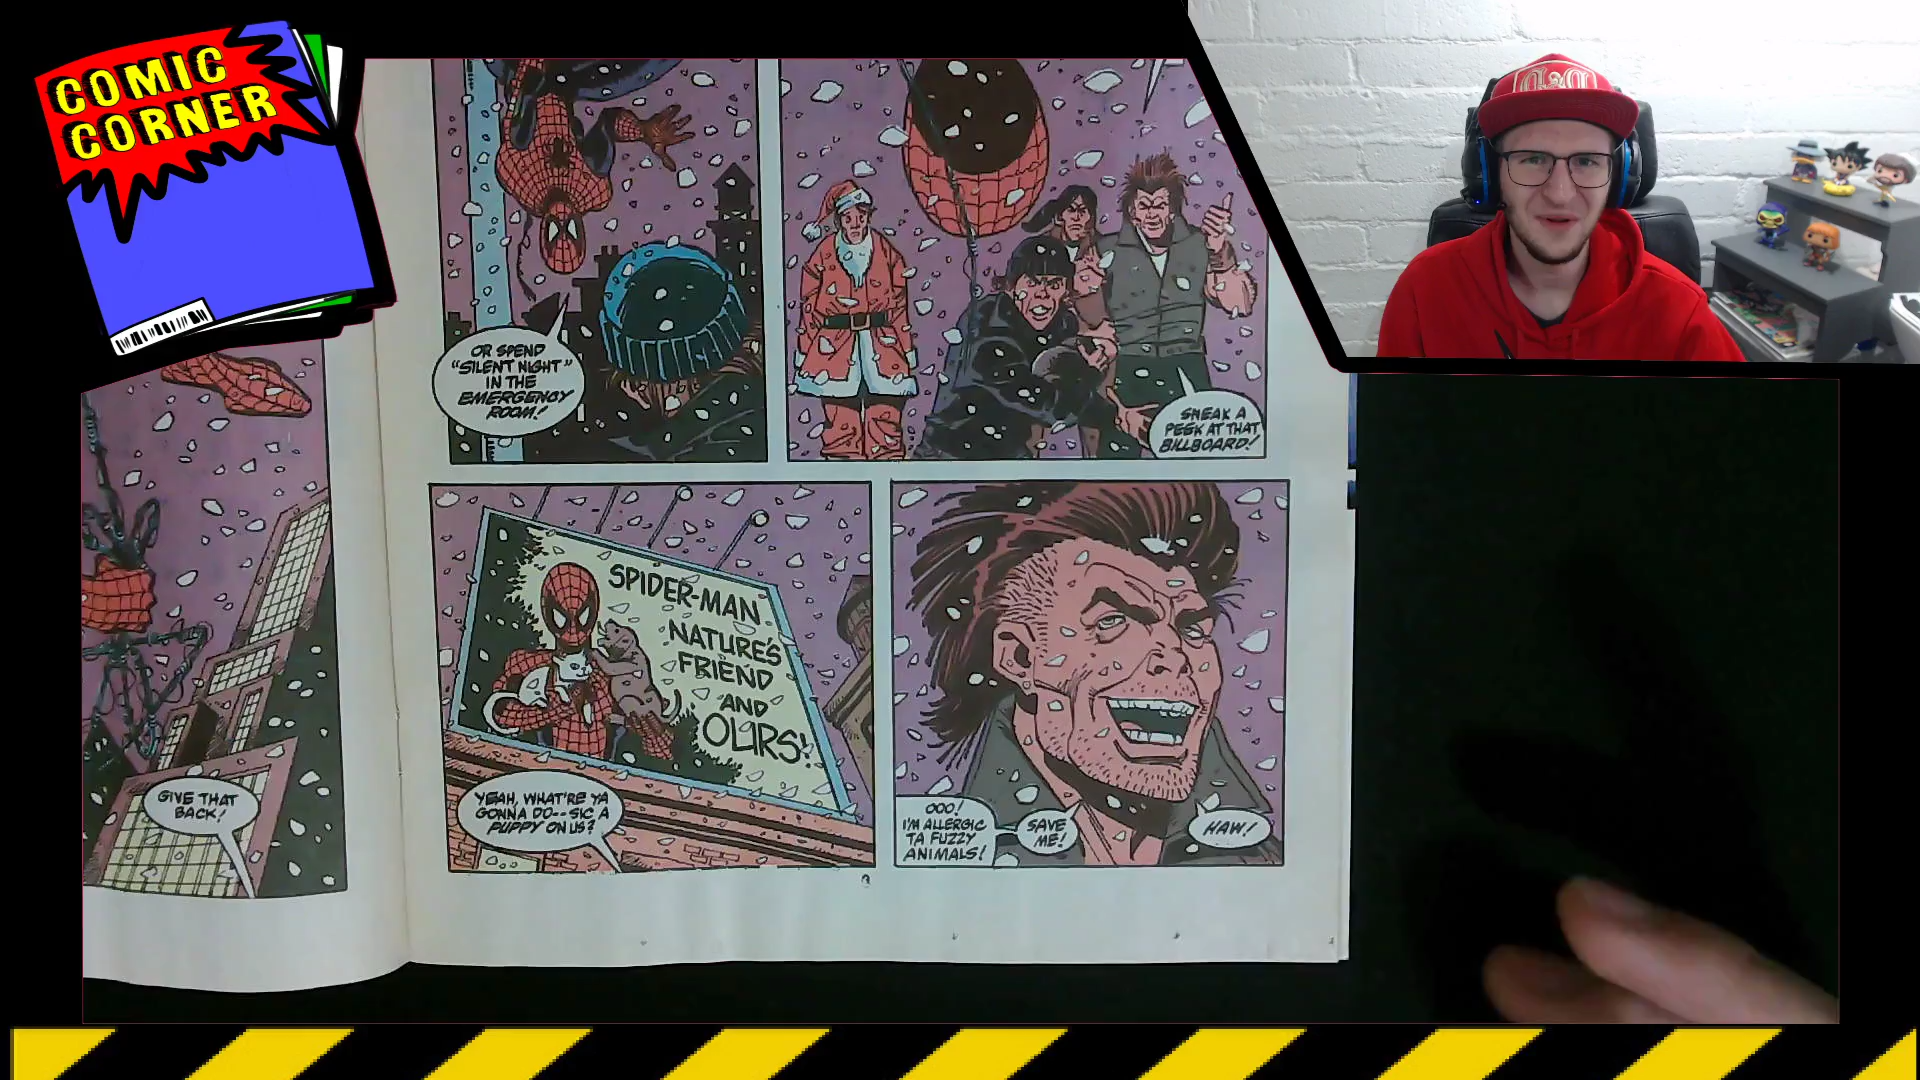 COMIC
CORNER
OR SPEND
"SILENT NIGHT"
IN THE
EMERGENCY
ROOM!
SNEAK A
PEEK AT THAT
BILLBOARD!
GIVE THAT
BACK!
SPIDER-MAN
NATURE'S
FRIEND
AND
OURS!
YEAH, WHAT'RE YA
GONNA DO--SIC A
PUPPY ON US?
OOO!
I'M ALLERGIC
TA FUZZY
ANIMALS!
SAVE
ME!
HAW!